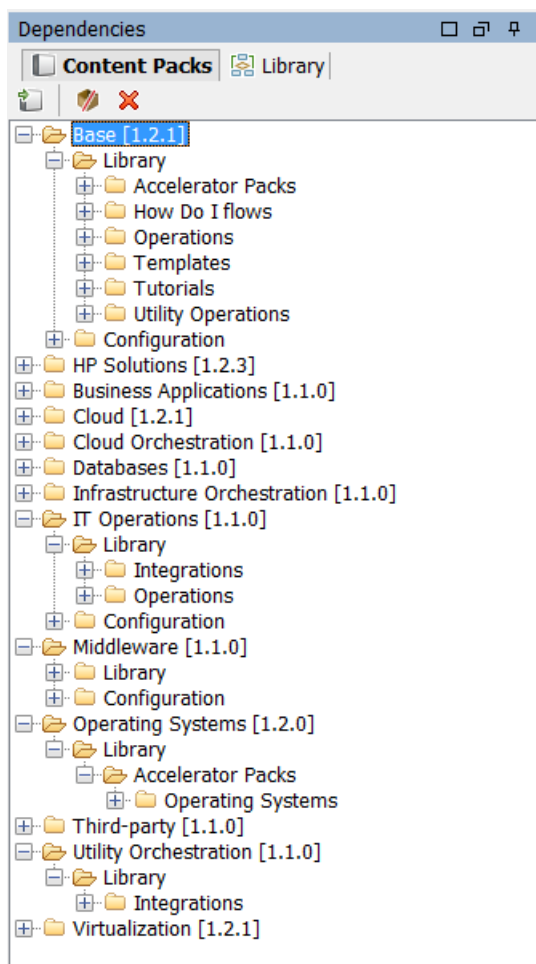 Dependencies
Content Packs Library
Base [1.2.1]
Library
Accelerator Packs
How Do I flows
Operations
Templates
Tutorials
Utility Operations
Configuration
HP Solutions [1.2.3]
Business Applications [1.1.0]
Cloud [1.2.1]
Cloud Orchestration [1.1.0]
Databases [1.1.0]
Infrastructure Orchestration [1.1.0]
IT Operations [1.1.0]
Library
Integrations
Operations
Configuration
Middleware [1.1.0]
Library
Configuration
Operating Systems [1.2.0]
Library
Accelerator Packs
Operating Systems
Third-party [1.1.0]
Utility Orchestration [1.1.0]
Library
Integrations
Virtualization [1.2.1]